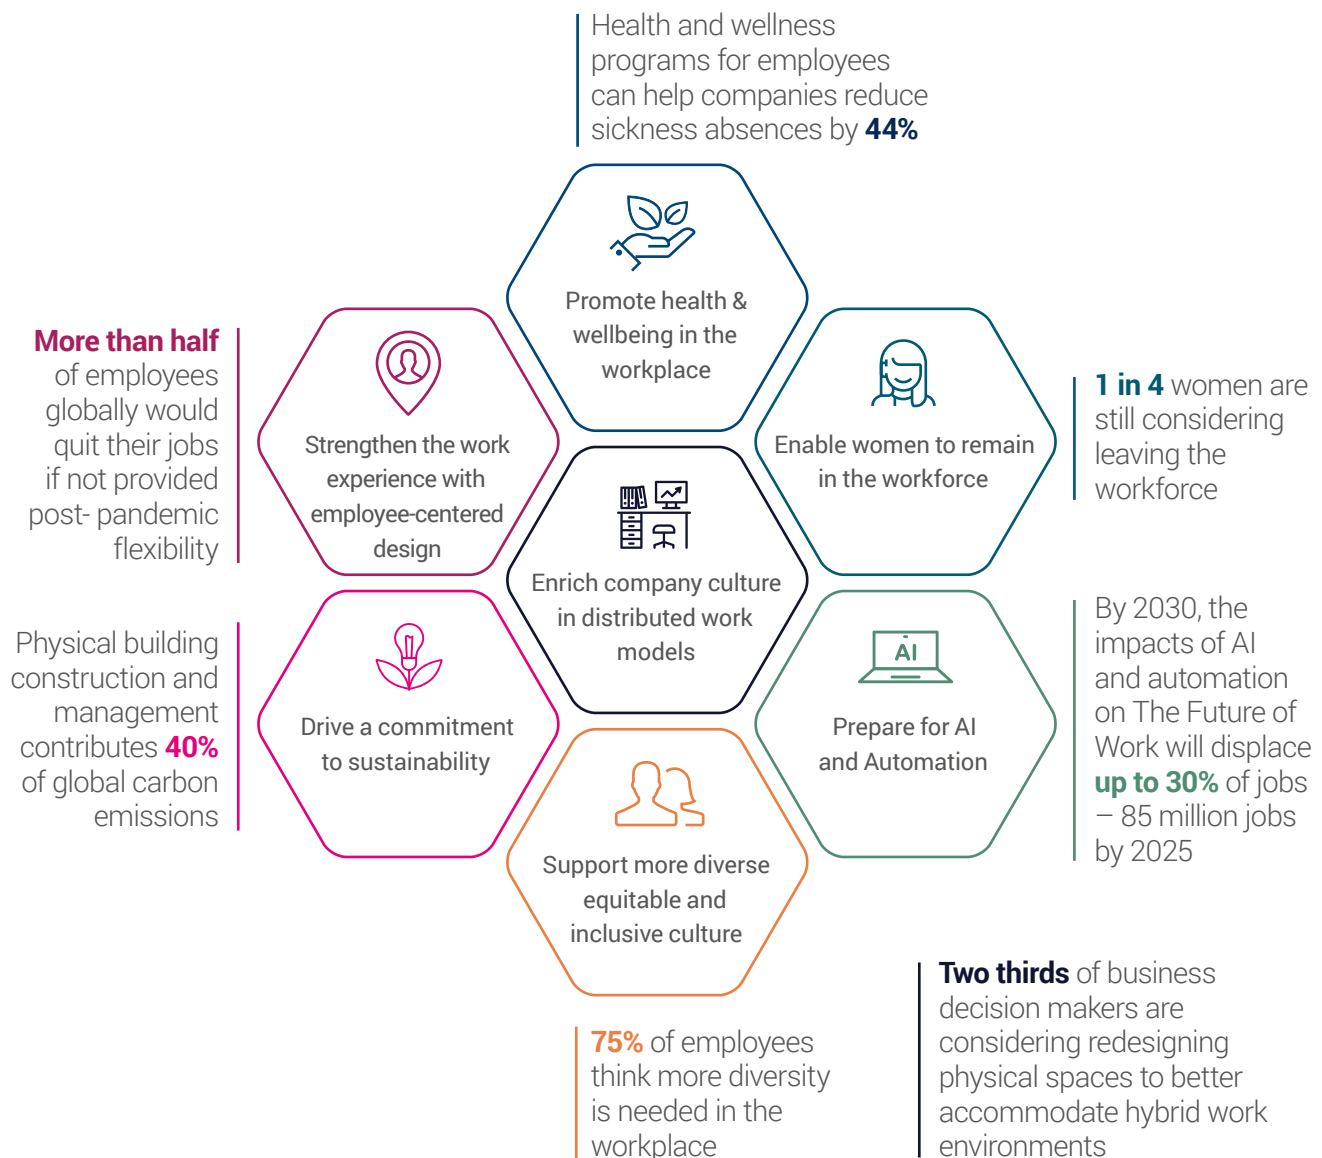 Health and wellness
programs for employees
can help companies reduce
sickness absences by 44%
Promote health &
wellbeing in the
workplace
More than half
of employees
globally would
quit their jobs
if not provided
post- pandemic
flexibility
Strengthen the work
experience with
employee-centered
design
Enable women to remain
in the workforce
1 in 4 women are
still considering
leaving the
workforce
Enrich company culture
in distributed work
models
Physical building
construction and
management
contributes 40%
of global carbon
emissions
Drive a commitment
to sustainability
AI
Prepare for AI
and Automation
By 2030, the
impacts of AI
and automation
on The Future of
Work will displace
up to 30% of jobs
– 85 million jobs
by 2025
Support more diverse
equitable and
inclusive culture
75% of employees
think more diversity
is needed in the
workplace
Two thirds of business
decision makers are
considering redesigning
physical spaces to better
accommodate hybrid work
environments